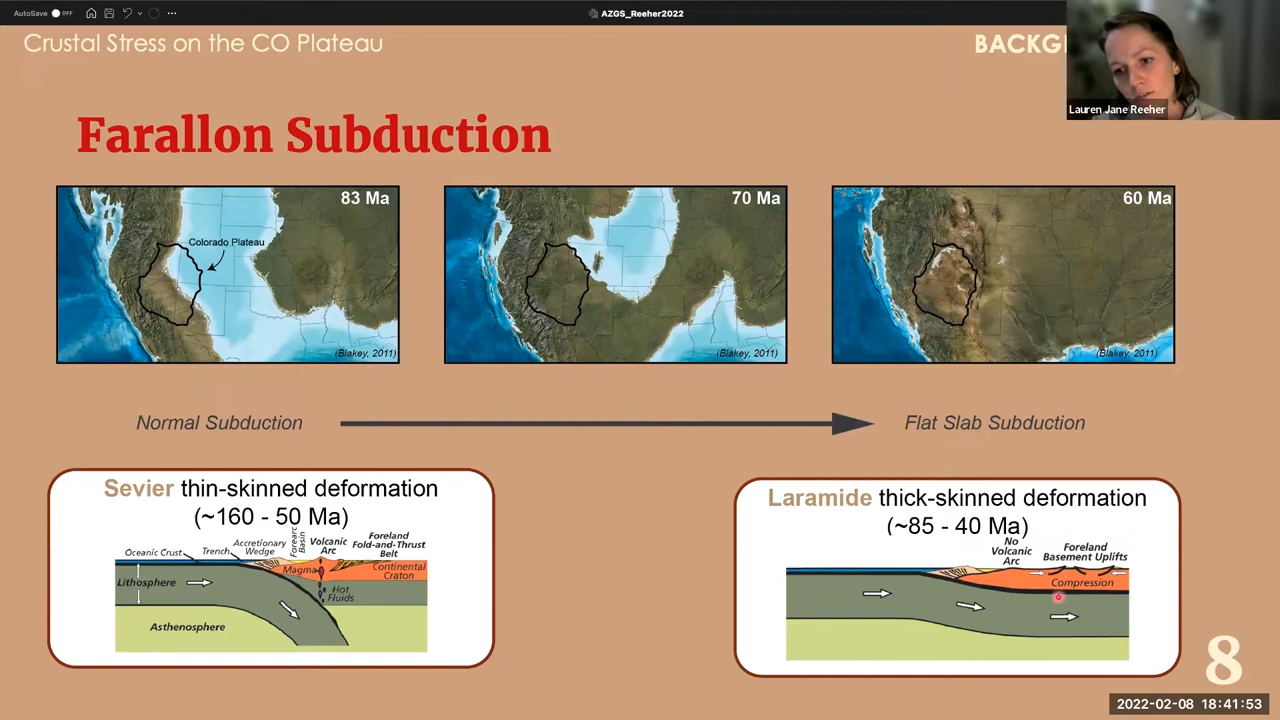 AutoSave OFF
AZGS_Reeher2022
Crustal Stress on the CO Plateau
BACKG
Lauren Jane Reeher
Farallon Subduction
83 Ma
Colorado Plateau
(Blakey, 2011)
70 Ma
(Blakey, 2011)
60 Ma
(Blakey, 2011)
Normal Subduction
Flat Slab Subduction
Sevier thin-skinned deformation
(~160 - 50 Ma)
Oceanic Crust
Trench
Accretionary
Wedge
Forearc
Basin
Volcanic
Arc
Foreland
Fold-and-Thrust
Belt
Magma
Continental
Craton
Lithosphere
Hot
Fluids
Asthenosphere
Laramide thick-skinned deformation
(~85 - 40 Ma)
No
Volcanic
Arc
Foreland
Basement Uplifts
Compression
8
2022-02-08 18:41:53